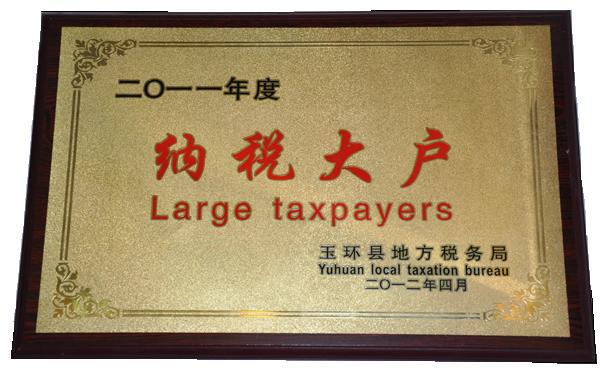 二〇一一年度
纳税大户
Large taxpayers
玉环县地方税务局
Yuhuan local taxation bureau
二〇一二年四月